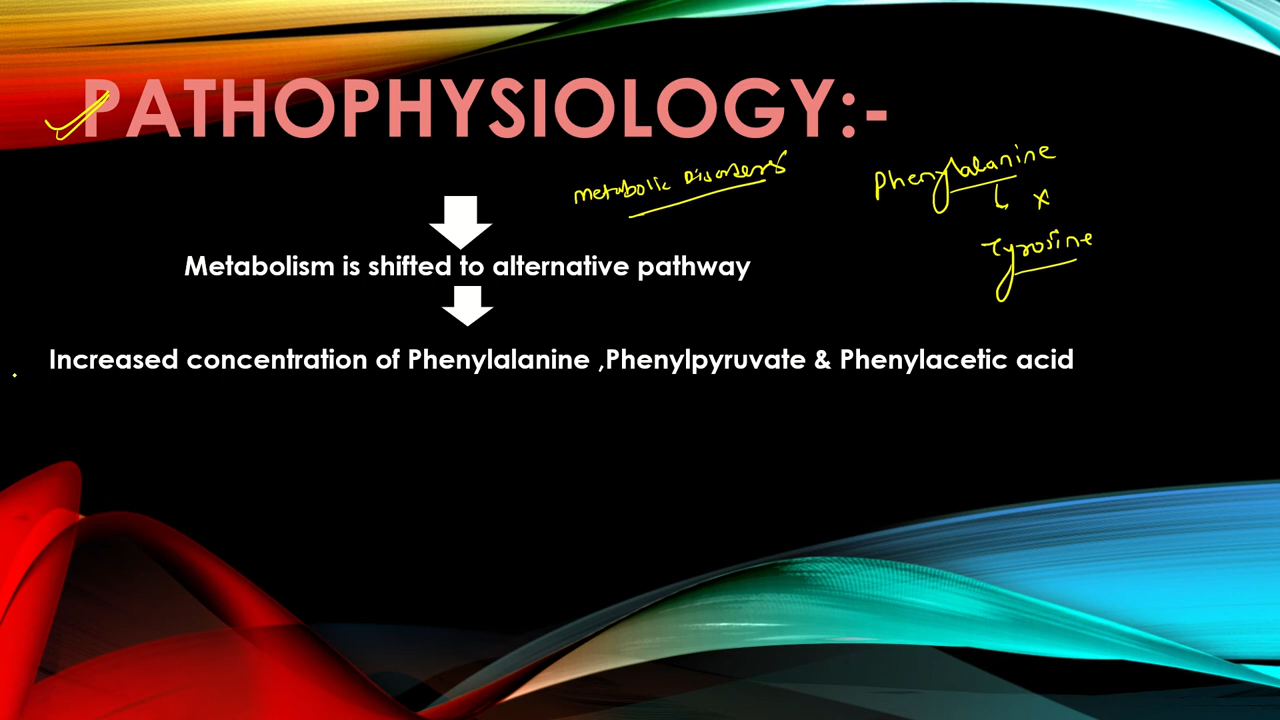 PATHOPHYSIOLOGY:-
Metabolic Disorders
Phenylalanine
x
Tyrosine
Metabolism is shifted to alternative pathway
Increased concentration of Phenylalanine ,Phenylpyruvate & Phenylacetic acid